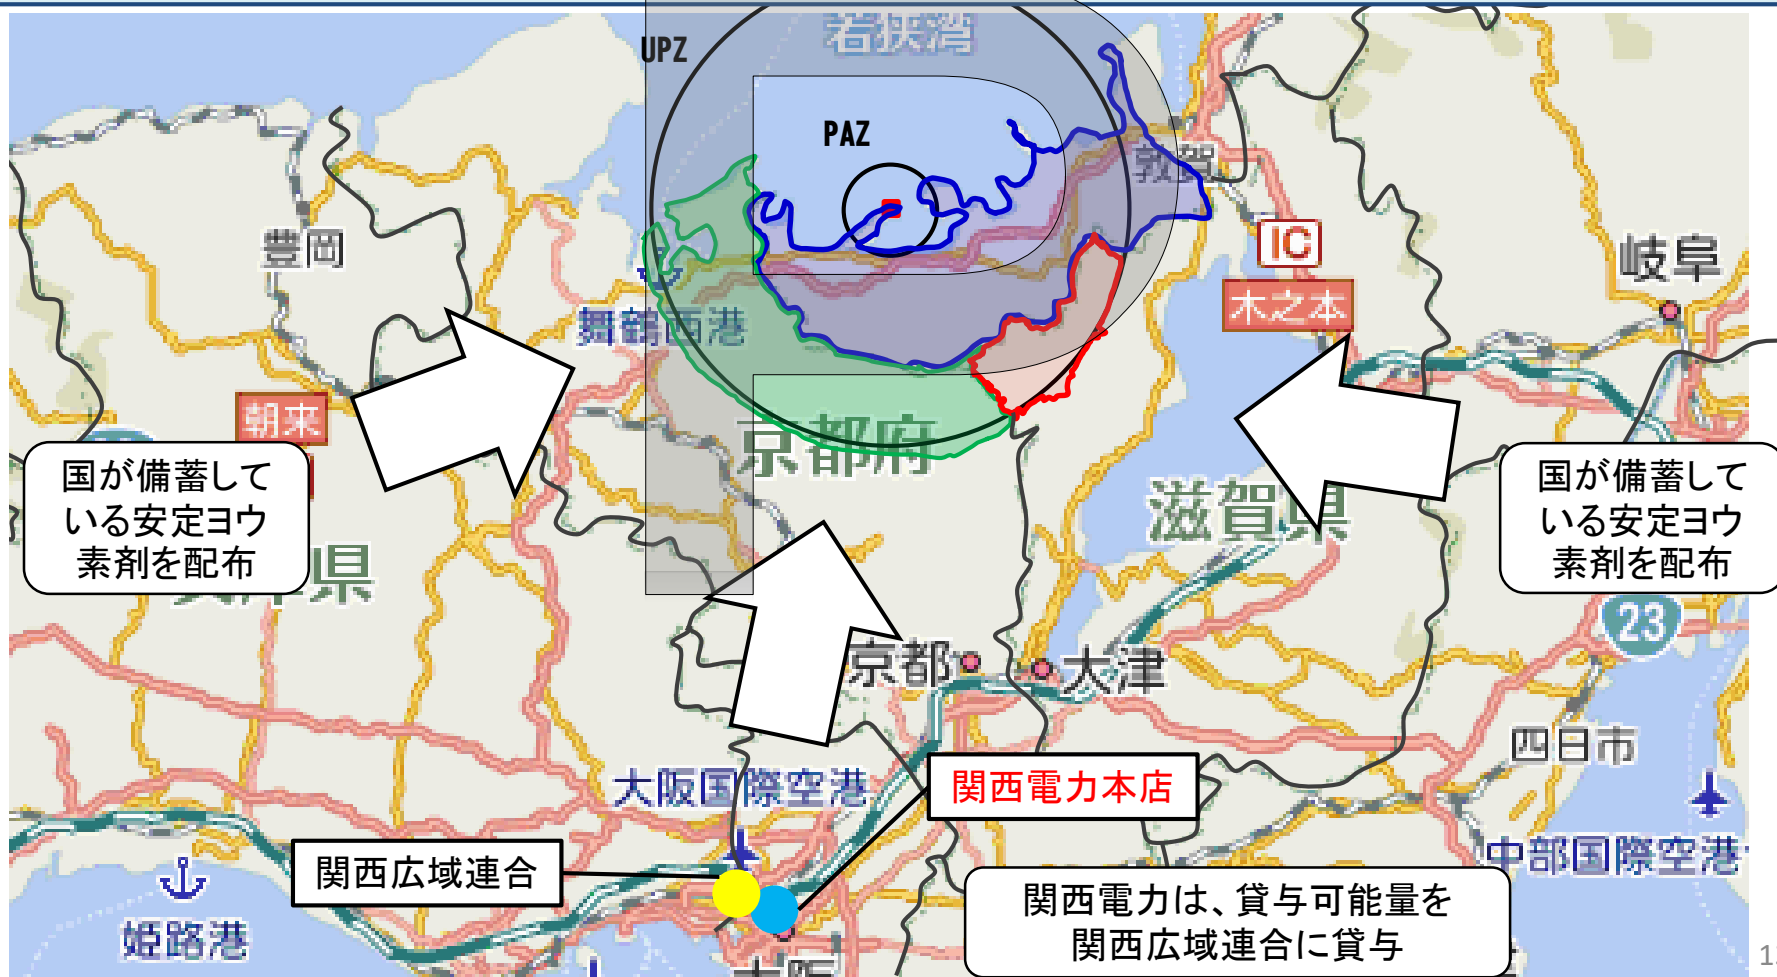 若狭湾
UPZ
PAZ
敦賀
豊岡
IC
木之本
岐阜
舞鶴西港
朝来
京都府
国が備蓄して
いる安定ヨウ
素剤を配布
滋賀県
国が備蓄して
いる安定ヨウ
素剤を配布
県
23
京都
大津
四日市
大阪国際空港
関西電力本店
関西広域連合
中部国際空港
関西電力は、貸与可能量を
関西広域連合に貸与
姫路港
大阪